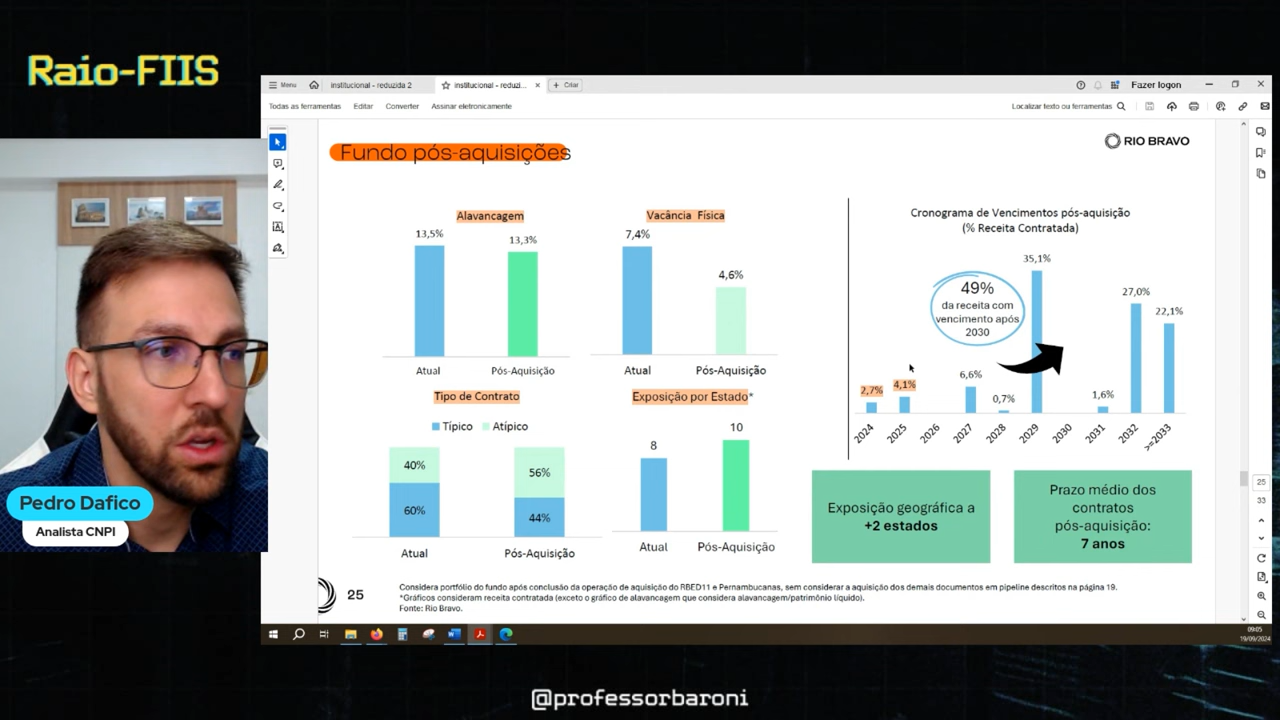 Raio-FIIS
Menu
institucional - reduzida 2
institucional - reduzi...
Criar
Fazer logon
Todas as ferramentas
Editar
Converter
Assinar eletronicamente
Localizar texto ou ferramentas
Fundo pós-aquisições
RIO BRAVO
Alavancagem
13,5%
13,3%
Atual
Pós-Aquisição
Vacância Física
7,4%
4,6%
Atual
Pós-Aquisição
Tipo de Contrato
Típico
Atípico
40%
56%
60%
44%
Atual
Pós-Aquisição
Exposição por Estado*
8
10
Atual
Pós-Aquisição
Cronograma de Vencimentos pós-aquisição
(% Receita Contratada)
49%
da receita com
vencimento após
2030
2,7%
4,1%
6,6%
0,7%
35,1%
1,6%
27,0%
22,1%
2024
2025
2026
2027
2028
2029
2030
2031
2032
>=2033
Exposição geográfica a
+2 estados
Prazo médio dos
contratos
pós-aquisição:
7 anos
25
Considera portfólio do fundo após conclusão da operação de aquisição do RBED11 e Pernambucanas, sem considerar a aquisição dos demais documentos em pipeline descritos na página 19.
*Gráficos consideram receita contratada (exceto o gráfico de alavancagem que considera alavancagem/patrimônio líquido).
Fonte: Rio Bravo.
25
33
09:05
19/09/2024
Pedro Dafico
Analista CNPI
@professorbaroni